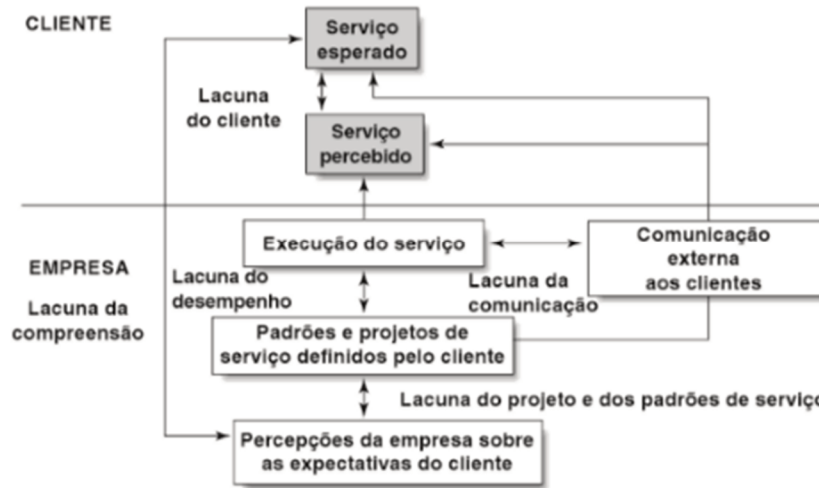 CLIENTE
Serviço
esperado
Lacuna
do cliente
Serviço
percebido
Execução do serviço
Comunicação
externa
aos clientes
EMPRESA
Lacuna da
compreensão
Lacuna do
desempenho
Lacuna da
comunicação
Padrões e projetos de
serviço definidos pelo cliente
Lacuna do projeto e dos padrões de serviço
Percepções da empresa sobre
as expectativas do cliente